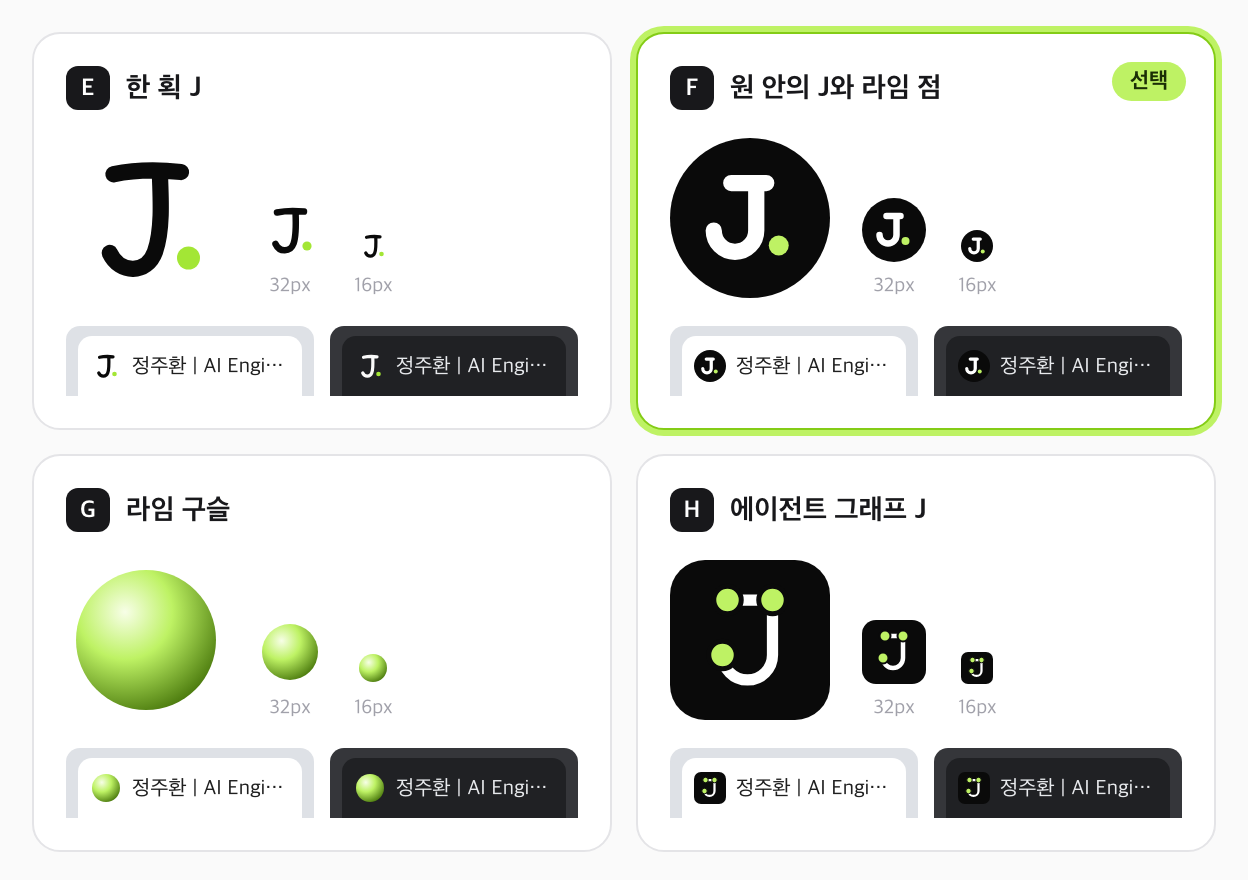 E 한 획 J
J.
J.
J.
32px
16px
J. 정주환 | AI Engi···
J. 정주환 | AI Engi···
F 원 안의 J와 라임 점
선택
J.
J.
J.
32px
16px
J. 정주환 | AI Engi···
J. 정주환 | AI Engi···
G 라임 구슬
32px
16px
정주환 | AI Engi···
정주환 | AI Engi···
H 에이전트 그래프 J
J
J
J
32px
16px
J 정주환 | AI Engi···
J 정주환 | AI Engi···